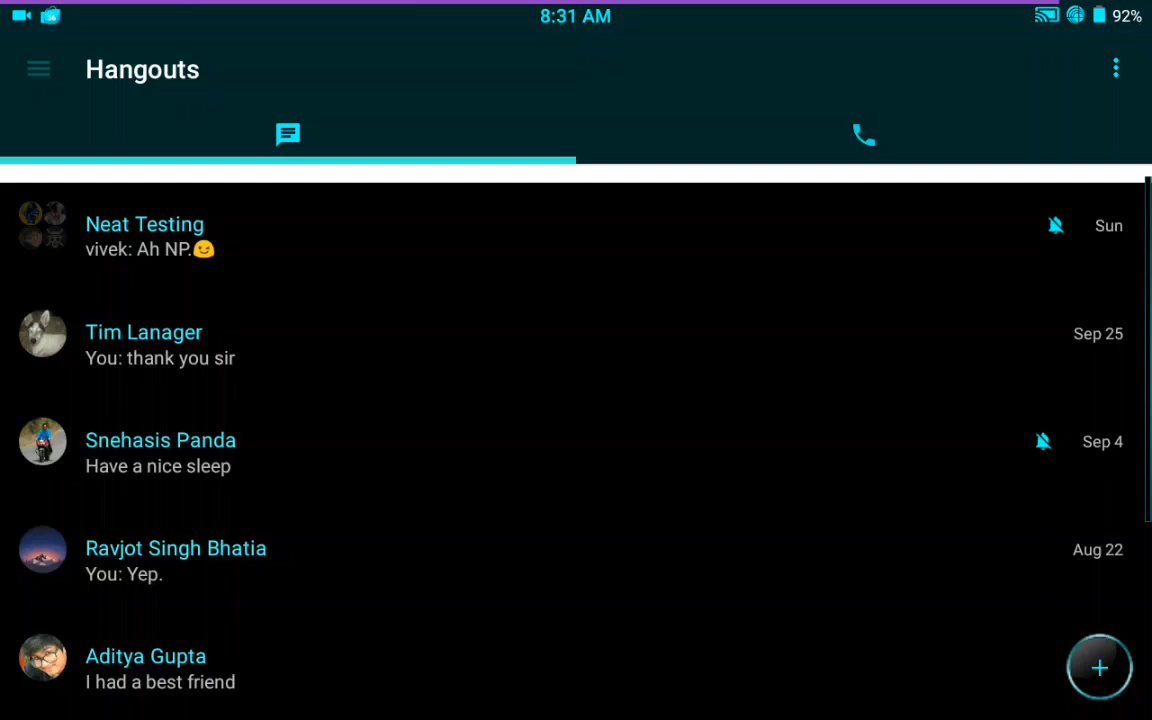 8:31 AM
92%
Hangouts
Neat Testing
Sun
vivek: Ah NP.😉
Tim Lanager
Sep 25
You: thank you sir
Snehasis Panda
Sep 4
Have a nice sleep
Ravjot Singh Bhatia
Aug 22
You: Yep.
Aditya Gupta
I had a best friend